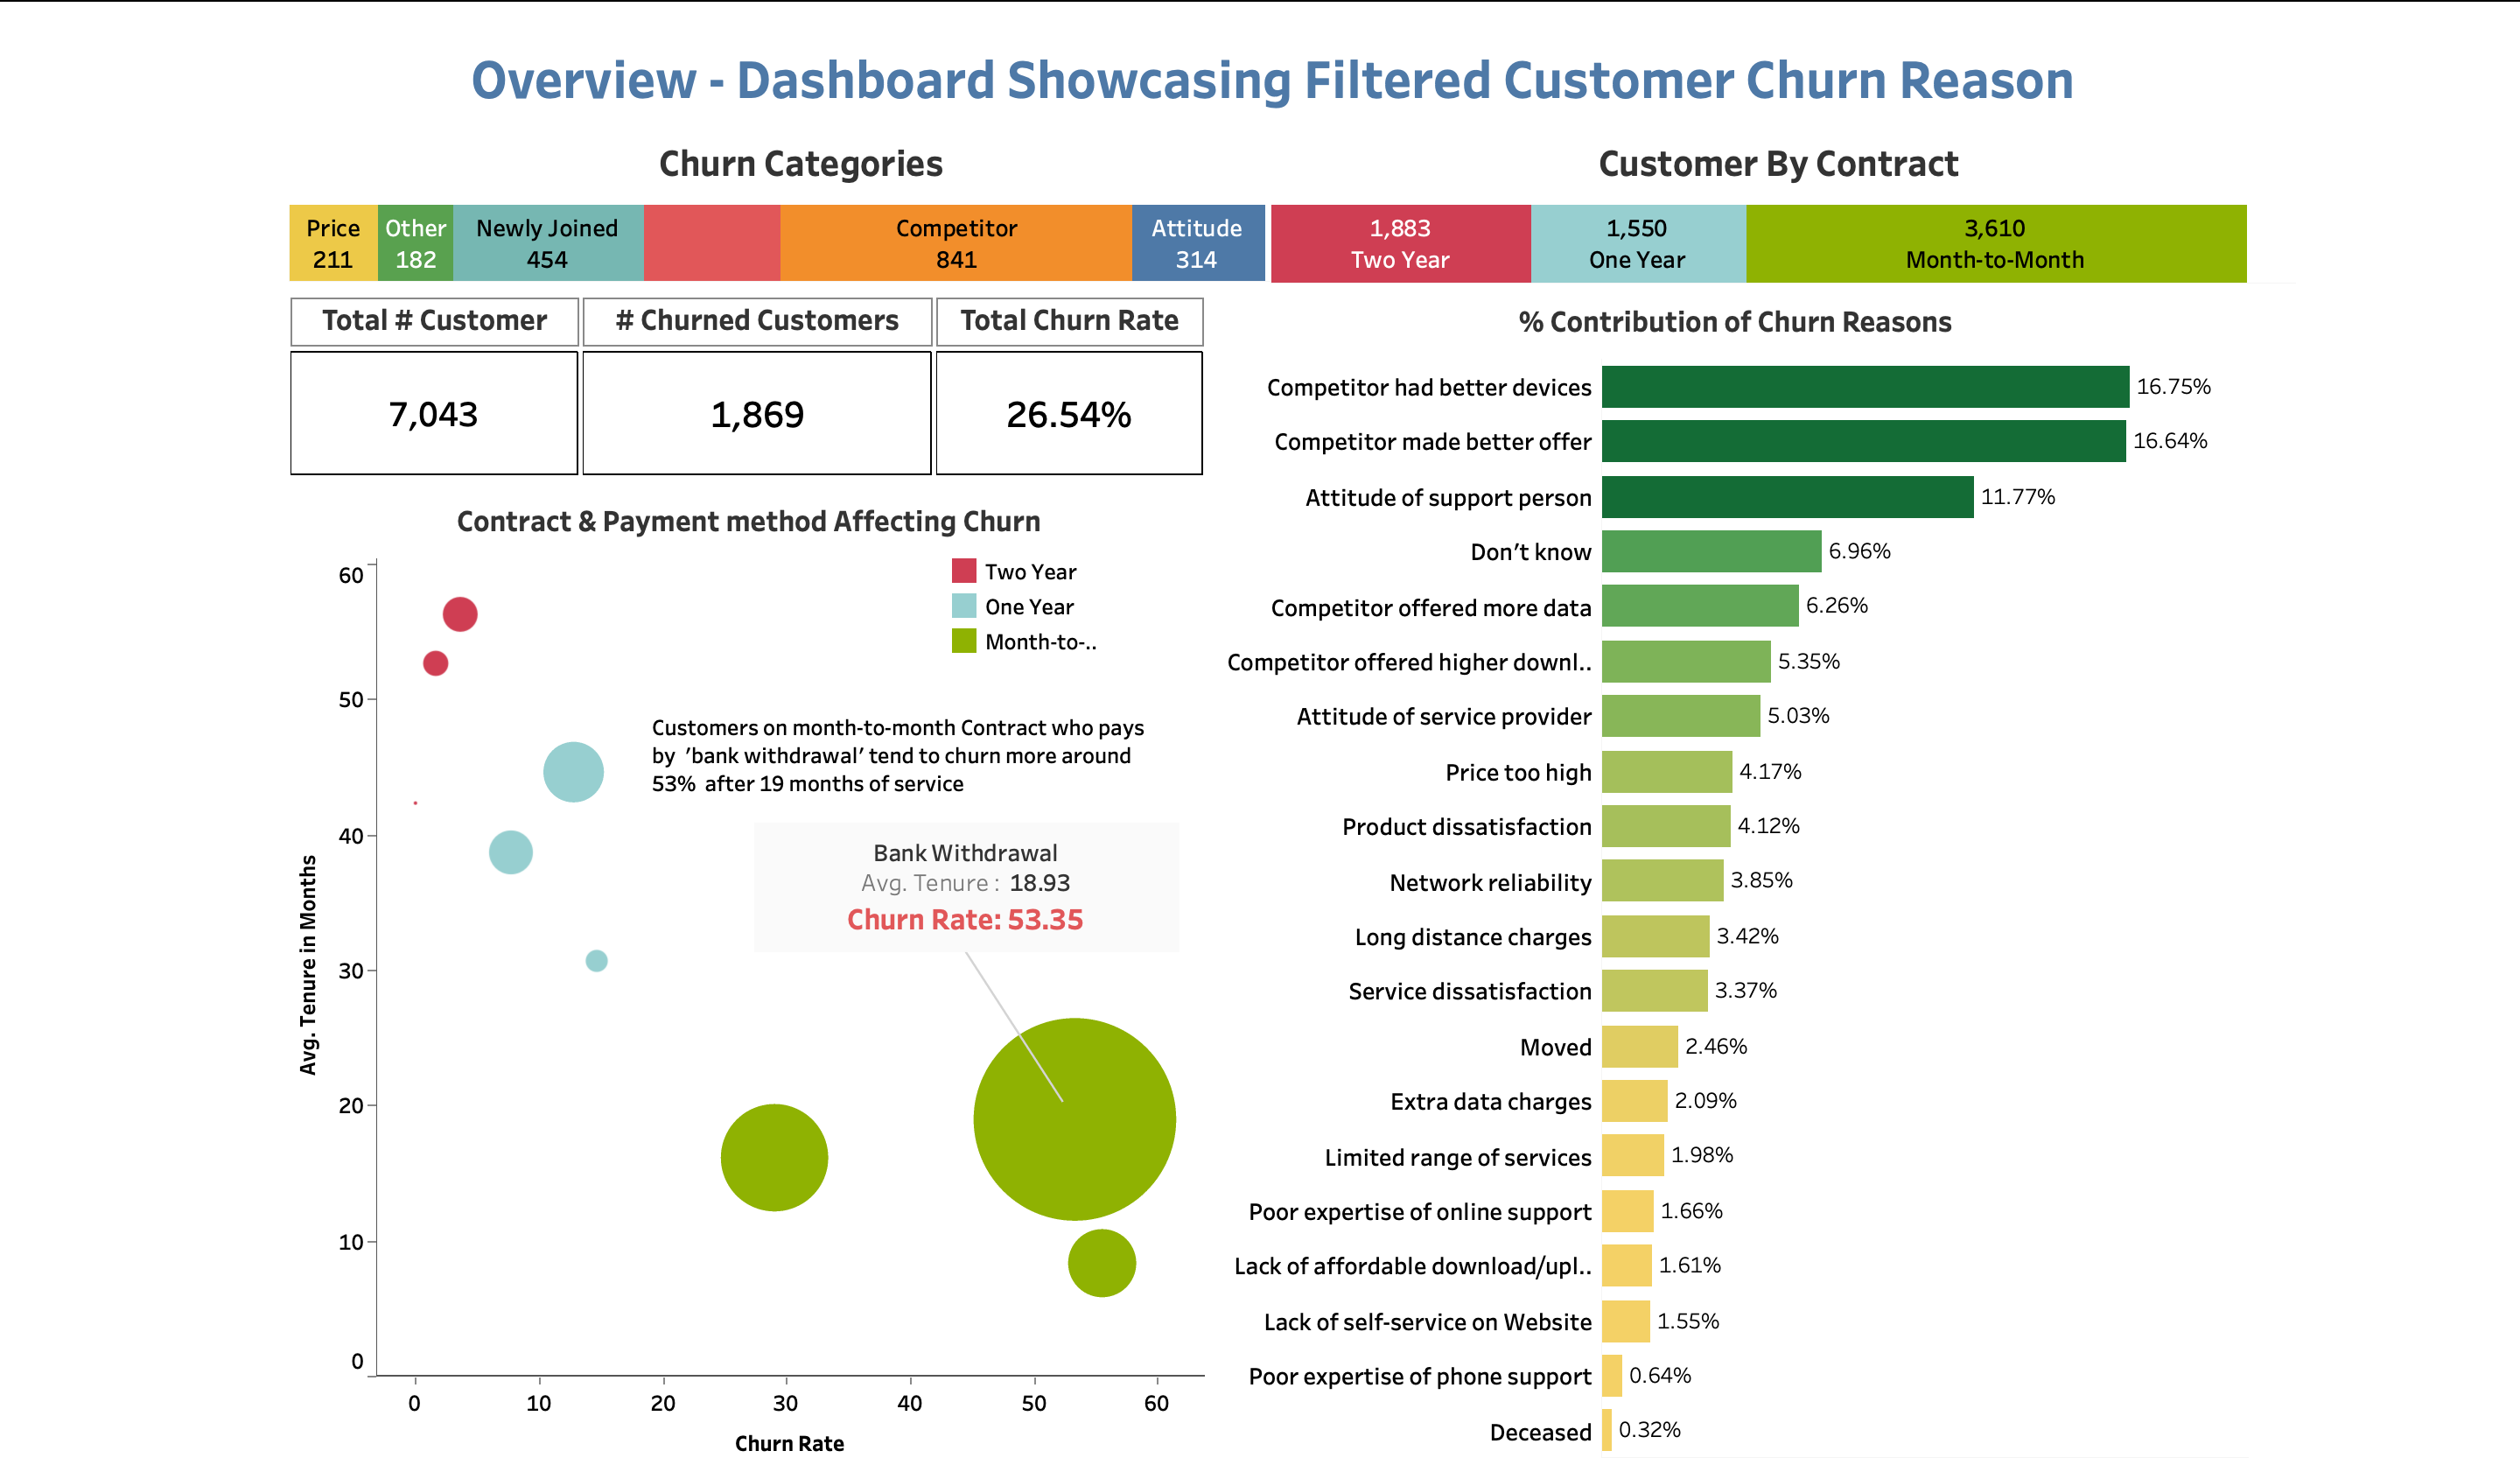 Overview - Dashboard Showcasing Filtered Customer Churn Reason
Churn Categories
Price
211
Other
182
Newly Joined
454
Competitor
841
Attitude
314
Customer By Contract
1,883
Two Year
1,550
One Year
3,610
Month-to-Month
Total # Customer
# Churned Customers
Total Churn Rate
7,043
1,869
26.54%
Contract & Payment method Affecting Churn
Two Year
One Year
Month-to-..
Customers on month-to-month Contract who pays
by 'bank withdrawal' tend to churn more around
53% after 19 months of service
Bank Withdrawal
Avg. Tenure : 18.93
Churn Rate: 53.35
Avg. Tenure in Months
60
50
40
30
20
10
0
0
10
20
30
40
50
60
Churn Rate
% Contribution of Churn Reasons
Competitor had better devices 16.75%
Competitor made better offer 16.64%
Attitude of support person 11.77%
Don't know 6.96%
Competitor offered more data 6.26%
Competitor offered higher downl.. 5.35%
Attitude of service provider 5.03%
Price too high 4.17%
Product dissatisfaction 4.12%
Network reliability 3.85%
Long distance charges 3.42%
Service dissatisfaction 3.37%
Moved 2.46%
Extra data charges 2.09%
Limited range of services 1.98%
Poor expertise of online support 1.66%
Lack of affordable download/upl.. 1.61%
Lack of self-service on Website 1.55%
Poor expertise of phone support 0.64%
Deceased 0.32%